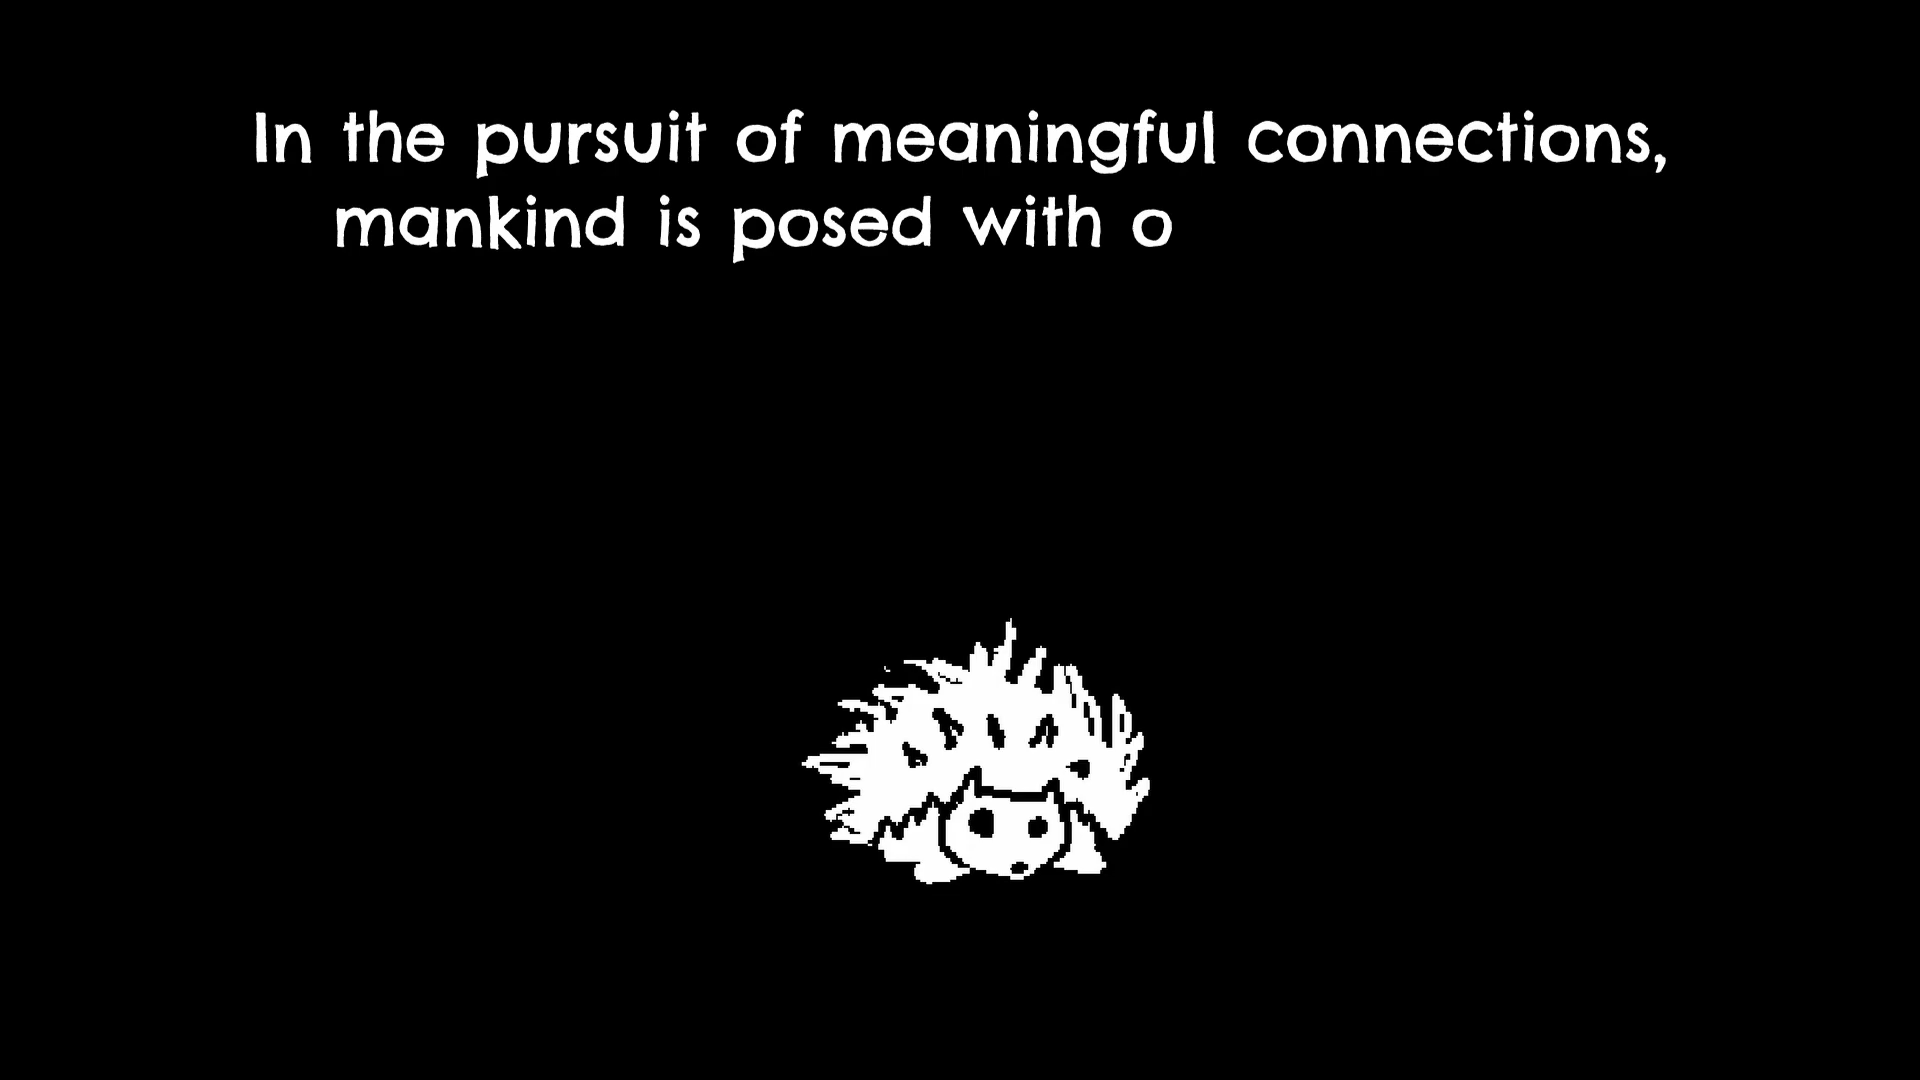 In the pursuit of meaningful connections,
mankind is posed with o